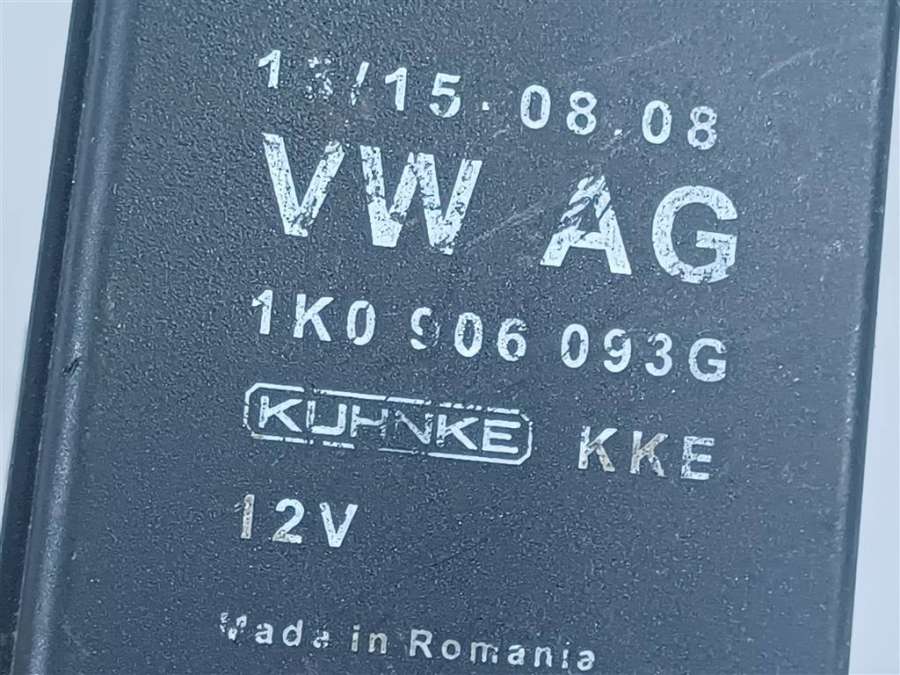 /15.08.08
VW AG
1K0 906 093G
KUHNKE KKE
12V
Made in Romania